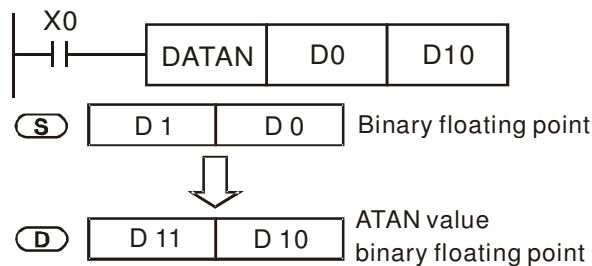 X0
DATAN D0 D10
S D 1 D 0 Binary floating point
D D 11 D 10 ATAN value
binary floating point